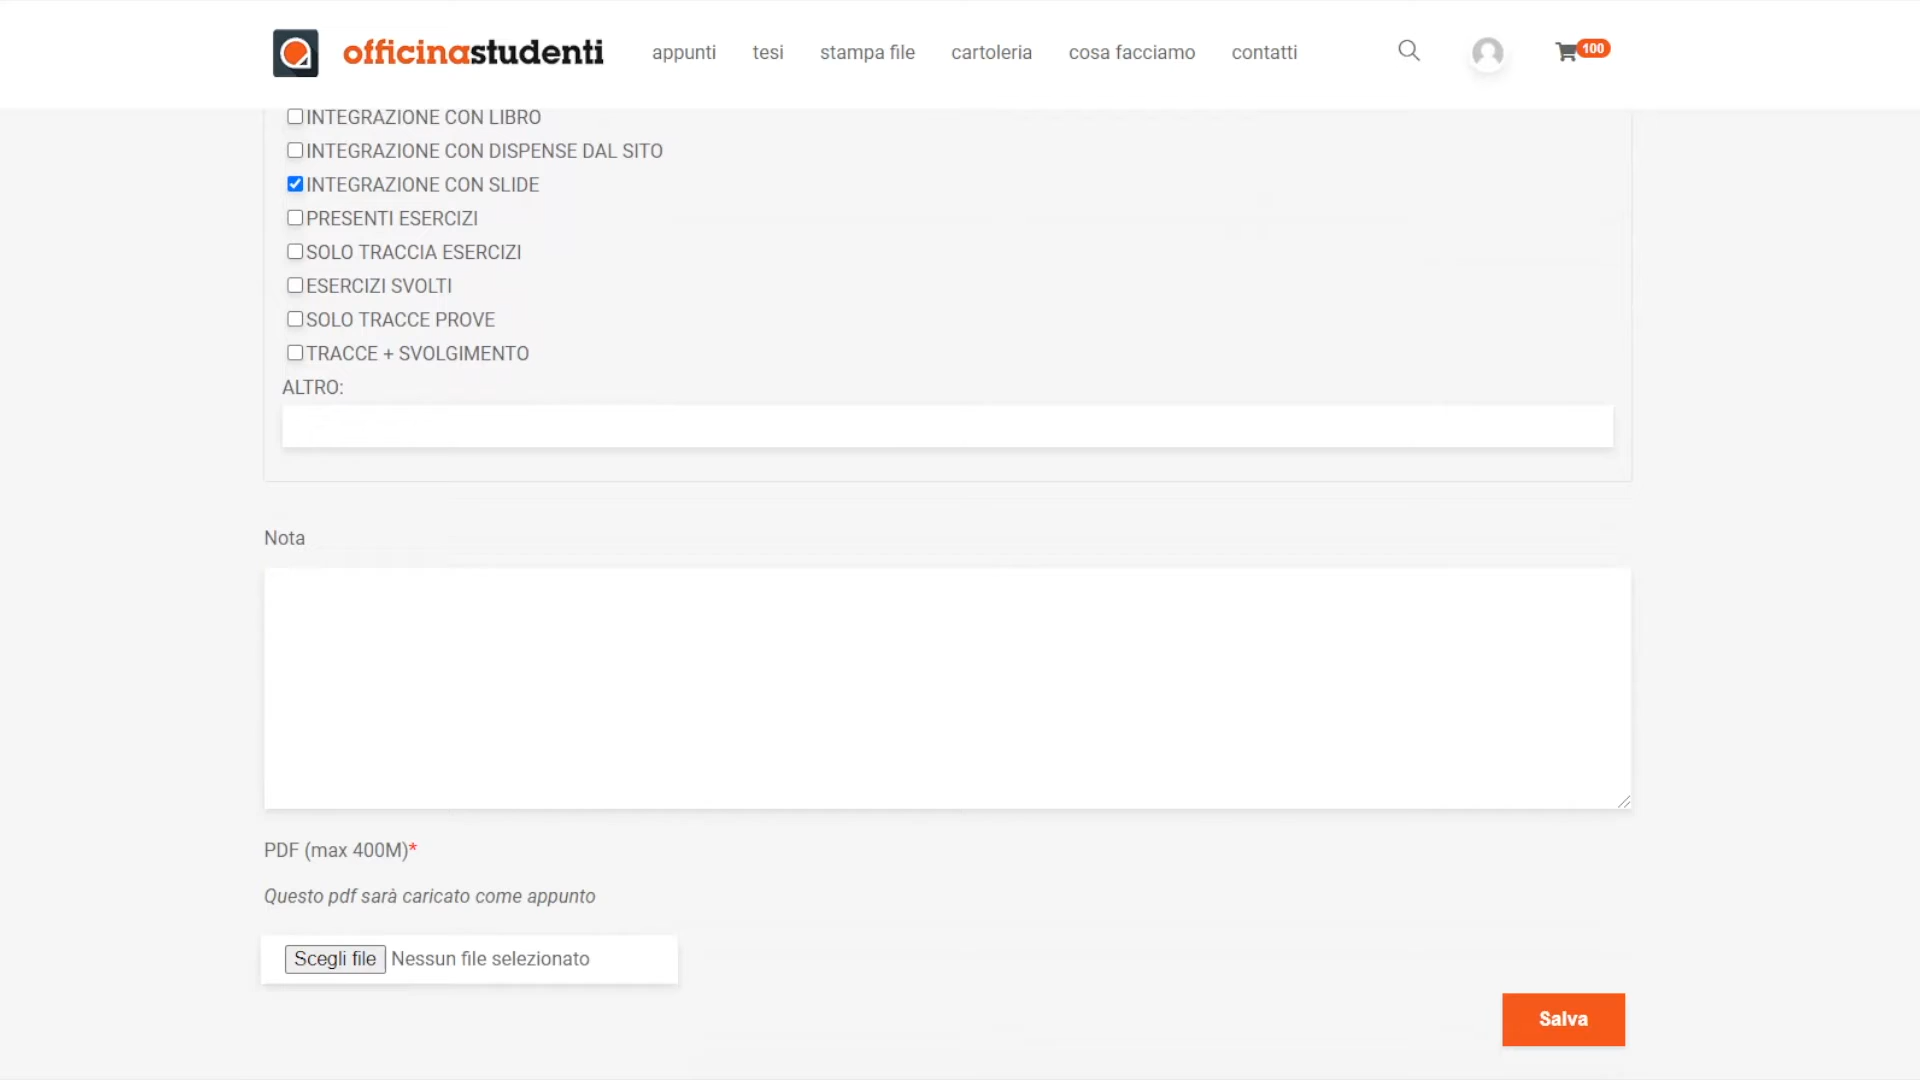 officinastudenti appunti tesi stampa file cartoleria cosa facciamo contatti 100
INTEGRAZIONE CON LIBRO
INTEGRAZIONE CON DISPENSE DAL SITO
INTEGRAZIONE CON SLIDE
PRESENTI ESERCIZI
SOLO TRACCIA ESERCIZI
ESERCIZI SVOLTI
SOLO TRACCE PROVE
TRACCE + SVOLGIMENTO
ALTRO:
Nota
PDF (max 400M)*
Questo pdf sarà caricato come appunto
Scegli file Nessun file selezionato
Salva